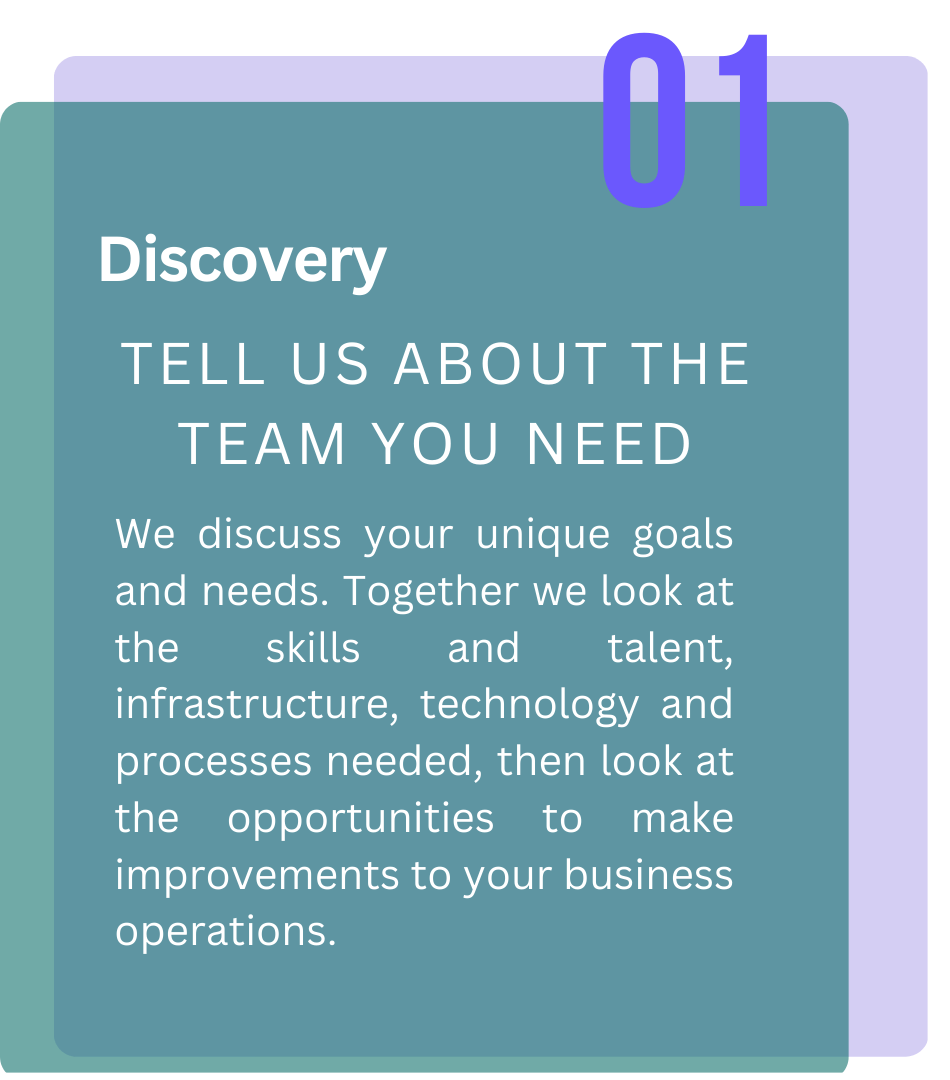 01
Discovery
TELL US ABOUT THE
TEAM YOU NEED
We discuss your unique goals
and needs. Together we look at
the skills and talent,
infrastructure, technology and
processes needed, then look at
the opportunities to make
improvements to your business
operations.